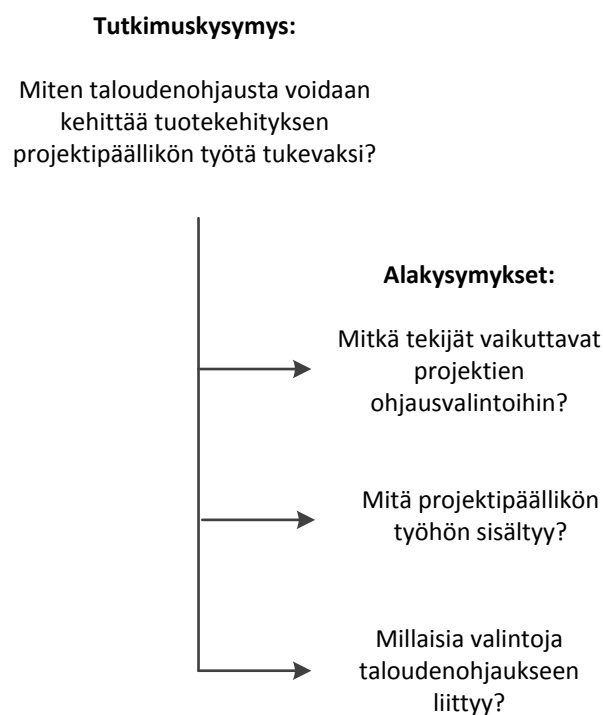 Tutkimuskysymys:
Miten taloudenohjausta voidaan
kehittää tuotekehityksen
projektipäällikön työtä tukevaksi?
Alakysymykset:
Mitkä tekijät vaikuttavat
projektien
ohjausvalintoihin?
Mitä projektipäällikön
työhön sisältyy?
Millaisia valintoja
taloudenohjaukseen
liittyy?